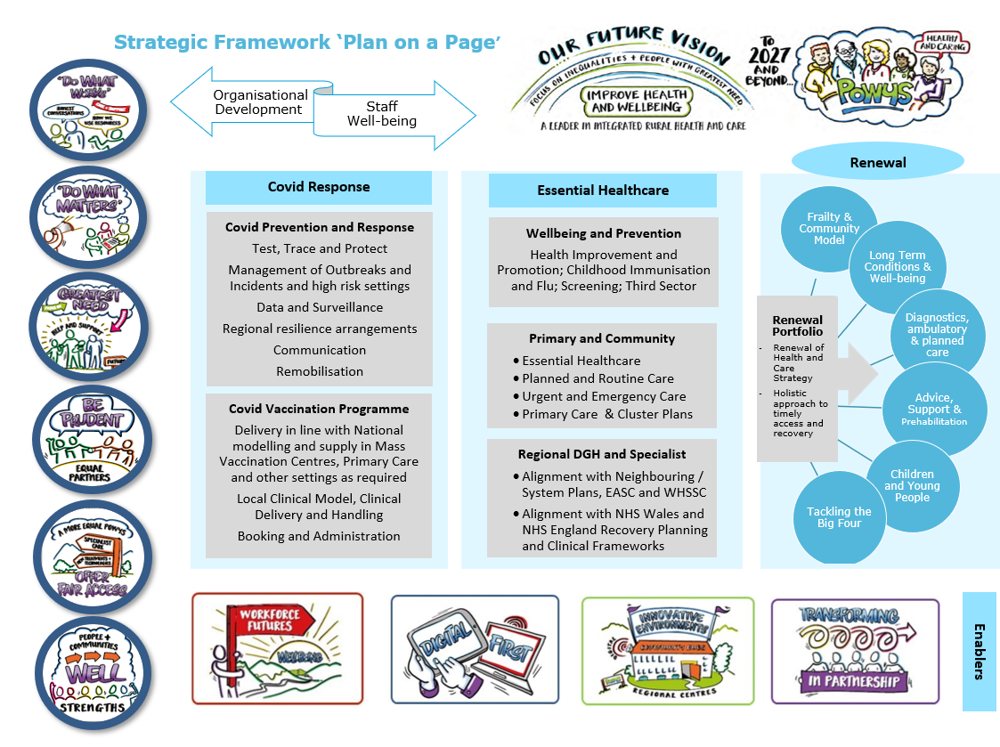 Strategic Framework ‘Plan on a Page’
Organisational
Development
Staff
Well-being
OUR FUTURE VISION
FOCUS ON INEQUALITIES + PEOPLE WITH GREATEST NEED
IMPROVE HEALTH
AND WELLBEING
A LEADER IN INTEGRATED RURAL HEALTH AND CARE
TO
2027
AND
BEYOND...
HEALTHY
AND CARING
POWYS
"DO WHAT
WORKS"
HONEST
CONVERSATIONS
HOW WE
USE RESOURCES
"DO WHAT
MATTERS"
GREATEST
NEED
HELP AND SUPPORT
FUTURE
BE
PRUDENT
EQUAL
PARTNERS
A MORE EQUAL POWYS
SPECIALIST
CARE
TREATMENTS +
TECHNOLOGIES
OFFER
FAIR ACCESS
PEOPLE +
COMMUNITIES
WELL
STRENGTHS
Covid Response
Covid Prevention and Response
Test, Trace and Protect
Management of Outbreaks and
Incidents and high risk settings
Data and Surveillance
Regional resilience arrangements
Communication
Remobilisation
Covid Vaccination Programme
Delivery in line with National
modelling and supply in Mass
Vaccination Centres, Primary Care
and other settings as required
Local Clinical Model, Clinical
Delivery and Handling
Booking and Administration
Essential Healthcare
Wellbeing and Prevention
Health Improvement and
Promotion; Childhood Immunisation
and Flu; Screening; Third Sector
Primary and Community
• Essential Healthcare
• Planned and Routine Care
• Urgent and Emergency Care
• Primary Care & Cluster Plans
Regional DGH and Specialist
• Alignment with Neighbouring /
System Plans, EASC and WHSSC
• Alignment with NHS Wales and
NHS England Recovery Planning
and Clinical Frameworks
Renewal
Renewal
Portfolio
- Renewal of
Health and
Care
Strategy
- Holistic
approach to
timely
access and
recovery
Frailty &
Community
Model
Long Term
Conditions &
Well-being
Diagnostics,
ambulatory
& planned
care
Advice,
Support &
Prehabilitation
Children
and Young
People
Tackling the
Big Four
WORKFORCE
FUTURES
WELLBEING
DIGITAL
FIRST
INNOVATIVE
ENVIRONMENTS
COMMUNITY HUBS
REGIONAL CENTRES
TRANSFORMING
IN PARTNERSHIP
Enablers